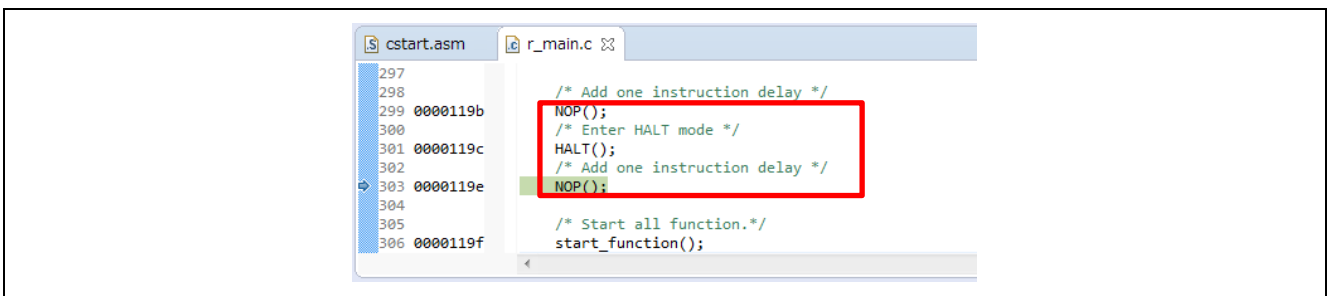 cstart.asm r_main.c
297
298 /* Add one instruction delay */
299 0000119b NOP();
300 /* Enter HALT mode */
301 0000119c HALT();
302 /* Add one instruction delay */
303 0000119e NOP();
304
305 /* Start all function.*/
306 0000119f start_function();